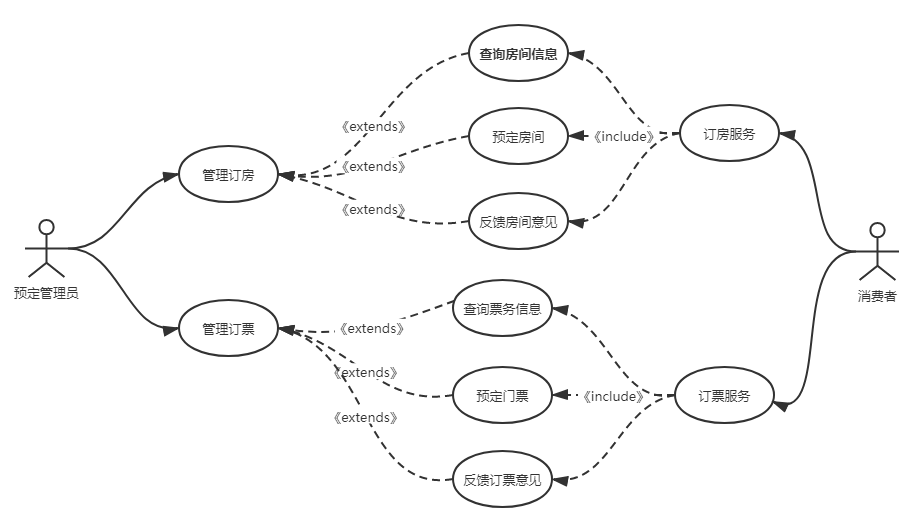 查询房间信息
《extends》
预定房间
《include》
订房服务
《extends》
管理订房
《extends》
反馈房间意见
预定管理员
消费者
查询票务信息
管理订票
《extends》
《extends》
预定门票
《include》
订票服务
《extends》
反馈订票意见